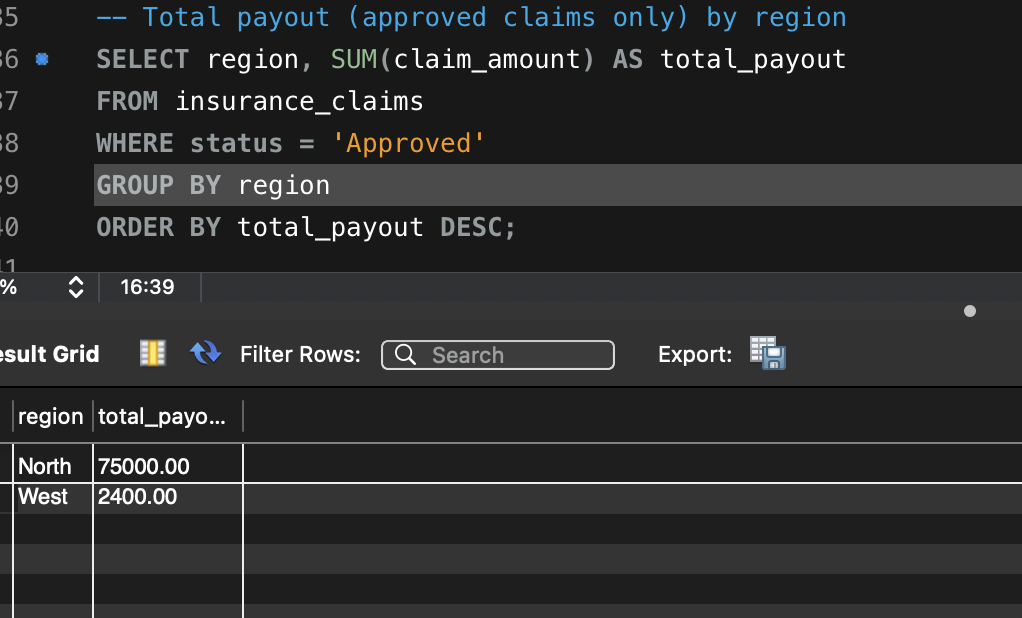 35 -- Total payout (approved claims only) by region
36 SELECT region, SUM(claim_amount) AS total_payout
37 FROM insurance_claims
38 WHERE status = 'Approved'
39 GROUP BY region
40 ORDER BY total_payout DESC;
41
% 16:39
esult Grid Filter Rows: Search Export:
region total_payo...
North 75000.00
West 2400.00